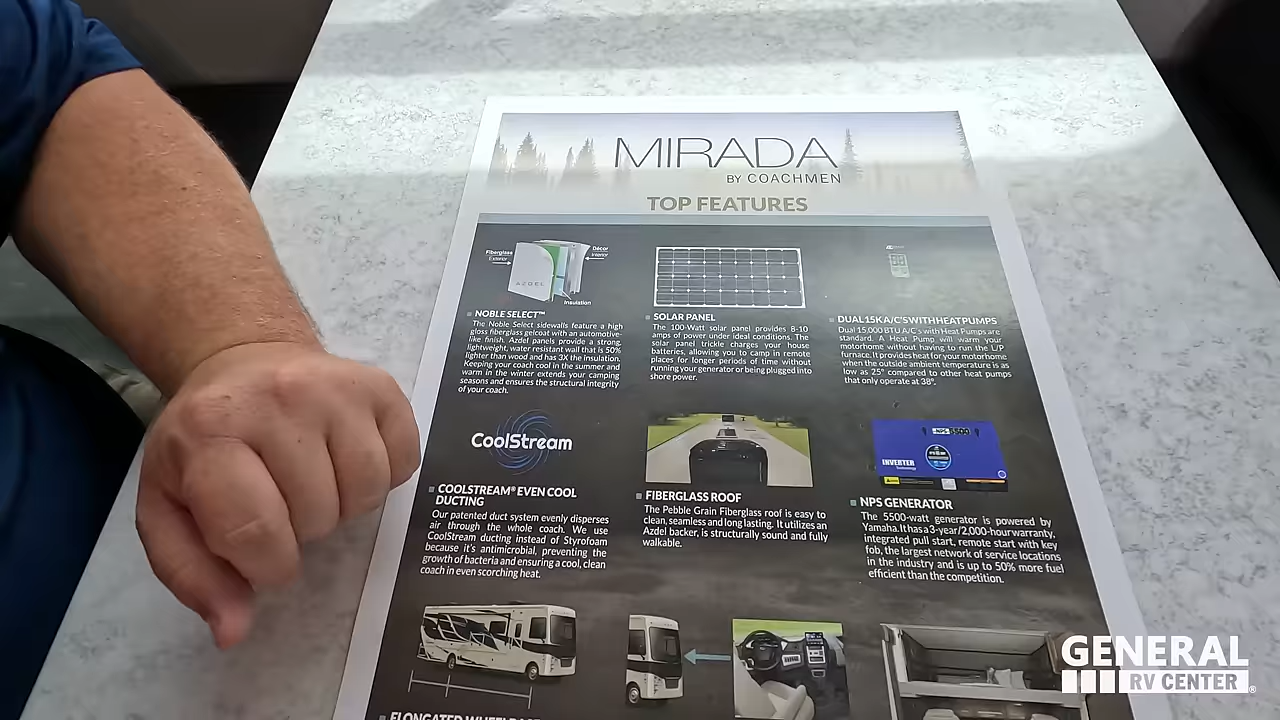 MIRADA
BY COACHMEN
TOP FEATURES
Fiberglass
Exterior
Décor
Interior
AZDEL
Insulation
NOBLE SELECT™
The Noble Select sidewalls feature a high
gloss fiberglass gelcoat with an automotive-
like finish. Azdel panels provide a strong,
lightweight, water resistant wall that is 50%
lighter than wood and has 3X the insulation.
Keeping your coach cool in the summer and
warm in the winter extends your camping
seasons and ensures the structural integrity
of your coach.
SOLAR PANEL
The 100-Watt solar panel provides 8-10
amps of power under ideal conditions. The
solar panel trickle charges your house
batteries, allowing you to camp in remote
places for longer periods of time without
running your generator or being plugged into
shore power.
DUAL 15K A/C'S WITH HEAT PUMPS
Dual 15,000 BTU A/C's with Heat Pumps are
standard. A Heat Pump will warm your
motorhome without having to run the L/P
furnace. It provides heat for your motorhome
when the outside ambient temperature is as
low as 25° compared to other heat pumps
that only operate at 38°.
COOLSTREAM
COOLSTREAM® EVEN COOL
DUCTING
Our patented duct system evenly disperses
air through the whole coach. We use
CoolStream ducting instead of Styrofoam
because it's antimicrobial, preventing the
growth of bacteria and ensuring a cool, clean
coach in even scorching heat.
FIBERGLASS ROOF
The Pebble Grain Fiberglass roof is easy to
clean, seamless and long lasting. It utilizes an
Azdel backer, is structurally sound and fully
walkable.
NPS 5500
INVERTER
NPS GENERATOR
The 5500-watt generator is powered by
Yamaha. It has a 3-year/2,000-hour warranty,
integrated pull start, remote start with key
fob, the largest network of service locations
in the industry and is up to 50% more fuel
efficient than the competition.
ELONGATED WHEELBASE
GENERAL
RV CENTER®